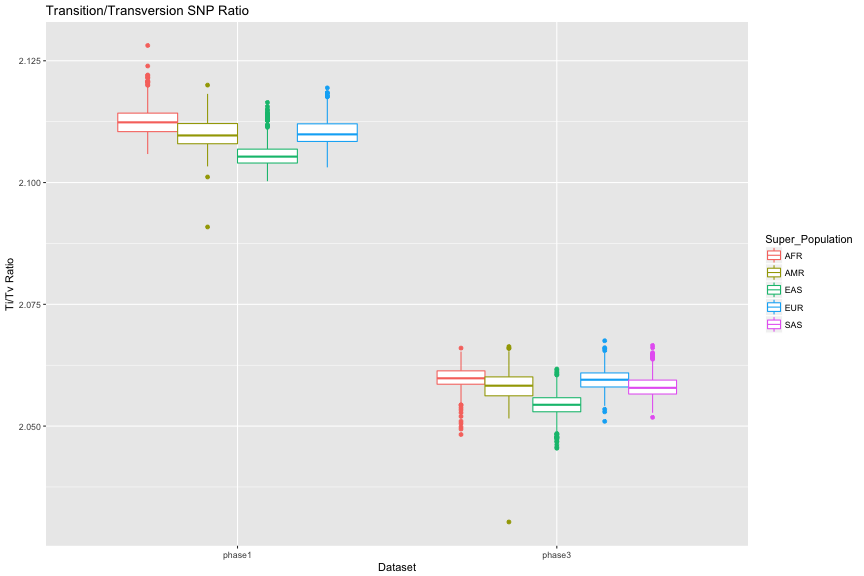 Transition/Transversion SNP Ratio
2.125
2.100
2.075
2.050
Ti/Tv Ratio
phase1
phase3
Dataset
Super_Population
AFR
AMR
EAS
EUR
SAS